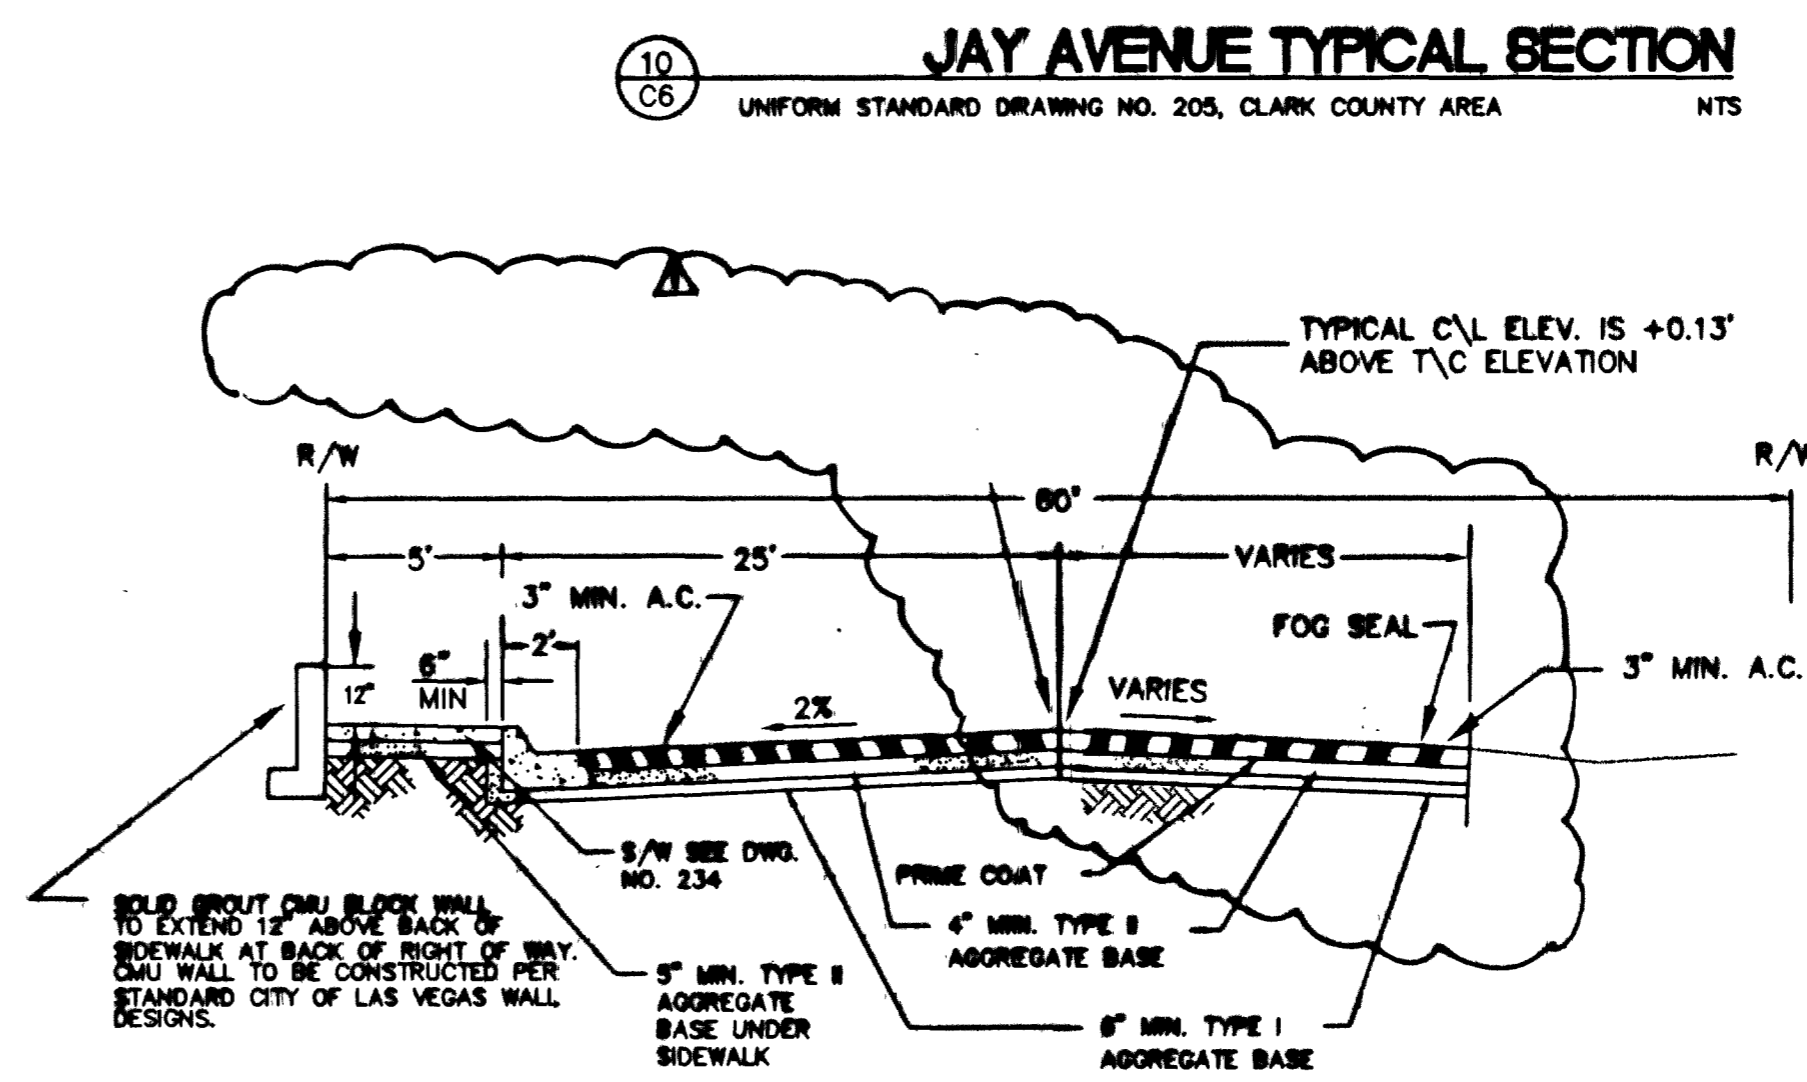 10
C6
JAY AVENUE TYPICAL SECTION
UNIFORM STANDARD DRAWING NO. 205, CLARK COUNTY AREA NTS
TYPICAL C\L ELEV. IS +0.13'
ABOVE T\C ELEVATION
R/W
60'
5'
25'
VARIES
3" MIN. A.C.
FOG SEAL
2'
6"
MIN
12"
3" MIN. A.C.
VARIES
2%
S/W SEE DWG.
NO. 234
PRIME COAT
SOLID GROUT CMU BLOCK WALL
TO EXTEND 12" ABOVE BACK OF
SIDEWALK AT BACK OF RIGHT OF WAY.
CMU WALL TO BE CONSTRUCTED PER
STANDARD CITY OF LAS VEGAS WALL
DESIGNS.
4" MIN. TYPE II
AGGREGATE BASE
5" MIN. TYPE II
AGGREGATE
BASE UNDER
SIDEWALK
6" MIN. TYPE I
AGGREGATE BASE